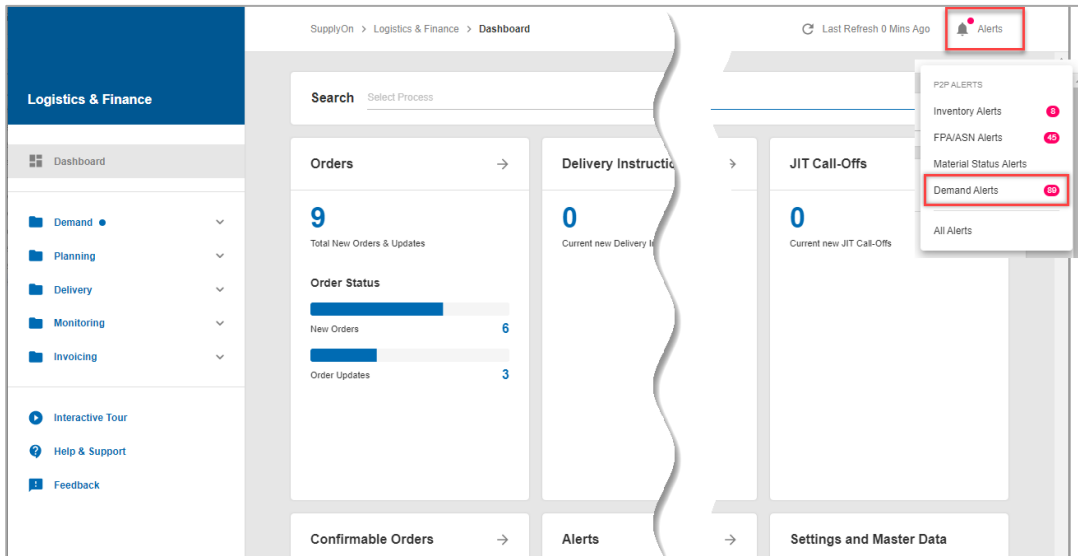 SupplyOn > Logistics & Finance > Dashboard
Last Refresh 0 Mins Ago
Alerts
Logistics & Finance
Dashboard
Demand
Planning
Delivery
Monitoring
Invoicing
Interactive Tour
Help & Support
Feedback
Search Select Process
Orders
9
Total New Orders & Updates
Order Status
New Orders 6
Order Updates 3
Delivery
0
Current new Delivery
JIT Call-Offs
0
Current new JIT Call-Offs
P2P ALERTS
Inventory Alerts 8
FPA/ASN Alerts 45
Material Status Alerts
Demand Alerts 89
All Alerts
Confirmable Orders
Alerts
Settings and Master Data